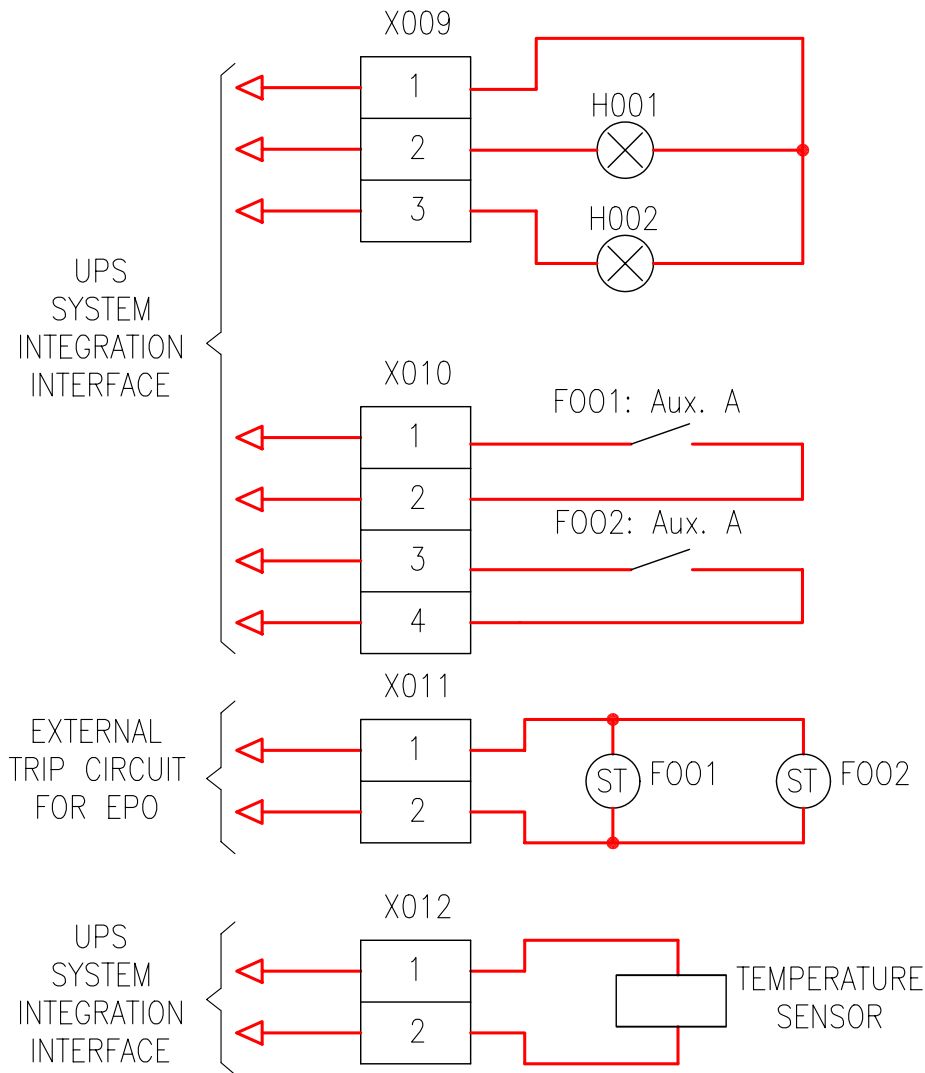 X009
1
2
3
H001
H002
UPS
SYSTEM
INTEGRATION
INTERFACE
X010
1
2
3
4
F001: Aux. A
F002: Aux. A
X011
EXTERNAL
TRIP CIRCUIT
FOR EPO
1
2
ST F001
ST F002
X012
UPS
SYSTEM
INTEGRATION
INTERFACE
1
2
TEMPERATURE
SENSOR